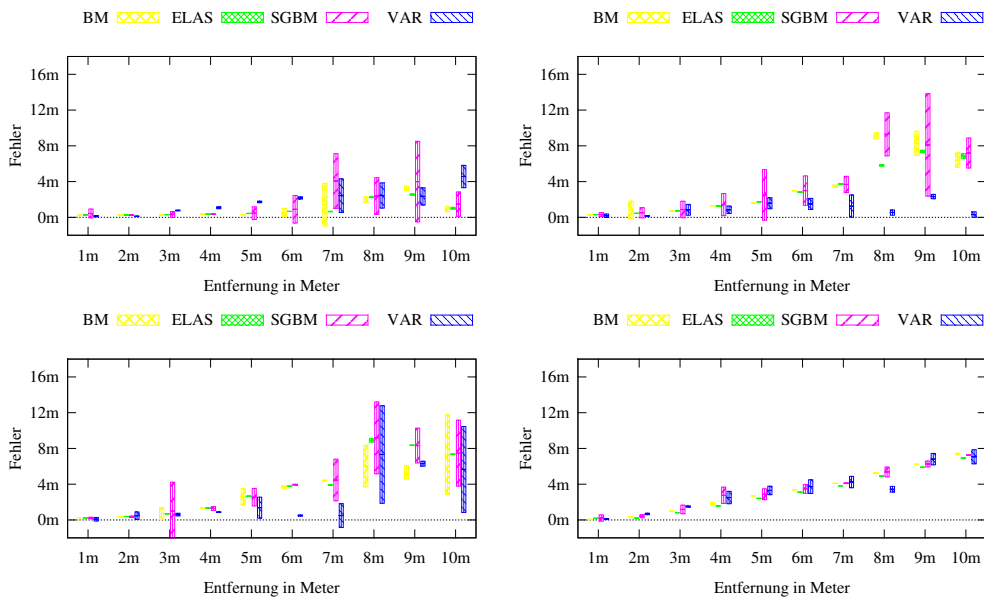 BM ELAS SGBM VAR
16m
12m
8m
4m
0m
Fehler
1m 2m 3m 4m 5m 6m 7m 8m 9m 10m
Entfernung in Meter
BM ELAS SGBM VAR
16m
12m
8m
4m
0m
Fehler
1m 2m 3m 4m 5m 6m 7m 8m 9m 10m
Entfernung in Meter
BM ELAS SGBM VAR
16m
12m
8m
4m
0m
Fehler
1m 2m 3m 4m 5m 6m 7m 8m 9m 10m
Entfernung in Meter
BM ELAS SGBM VAR
16m
12m
8m
4m
0m
Fehler
1m 2m 3m 4m 5m 6m 7m 8m 9m 10m
Entfernung in Meter